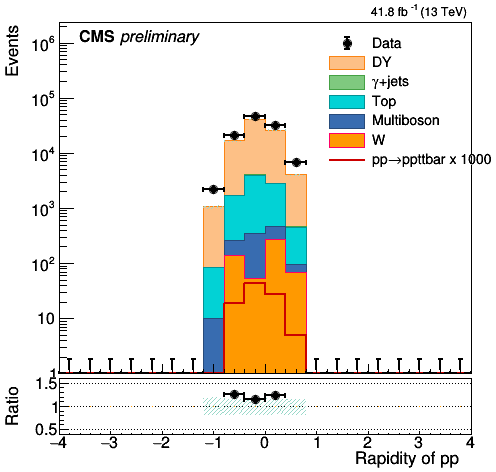 41.8 fb⁻¹ (13 TeV)
CMS preliminary
Events
10⁶
10⁵
10⁴
10³
10²
10
1
Data
DY
γ+jets
Top
Multiboson
W
pp→ppttbar x 1000
Ratio
1.5
1
0.5
−4 −3 −2 −1 0 1 2 3 4
Rapidity of pp